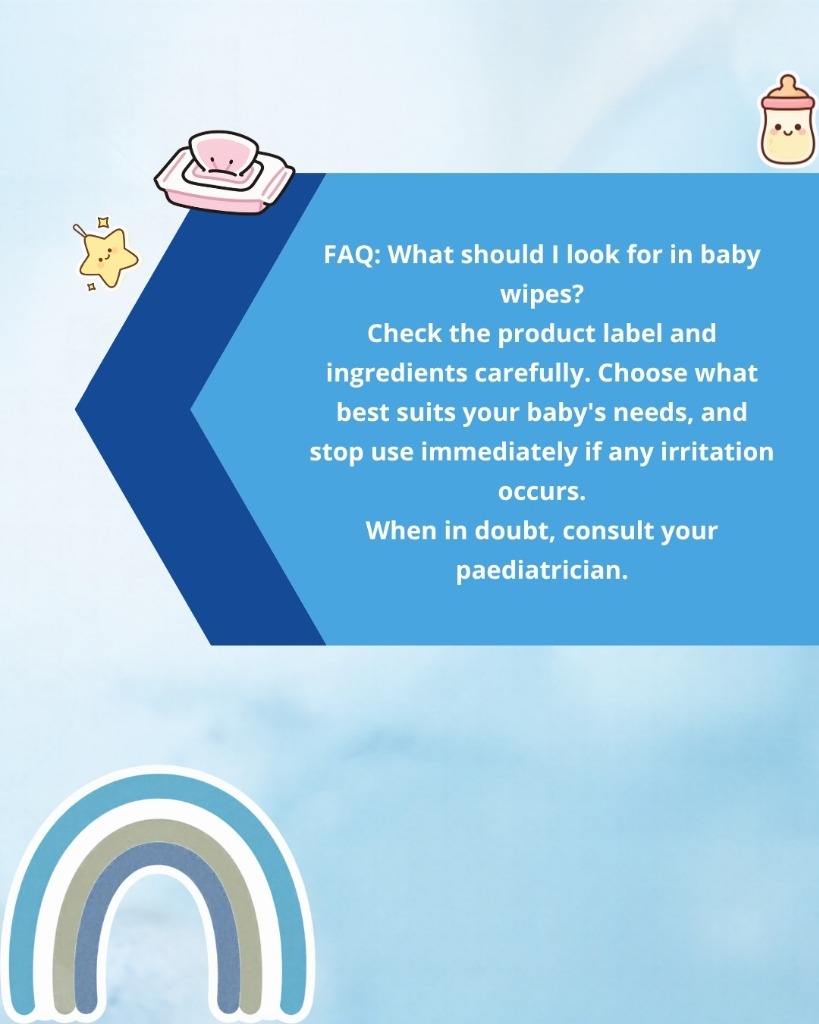 FAQ: What should I look for in baby
wipes?
Check the product label and
ingredients carefully. Choose what
best suits your baby's needs, and
stop use immediately if any irritation
occurs.
When in doubt, consult your
paediatrician.